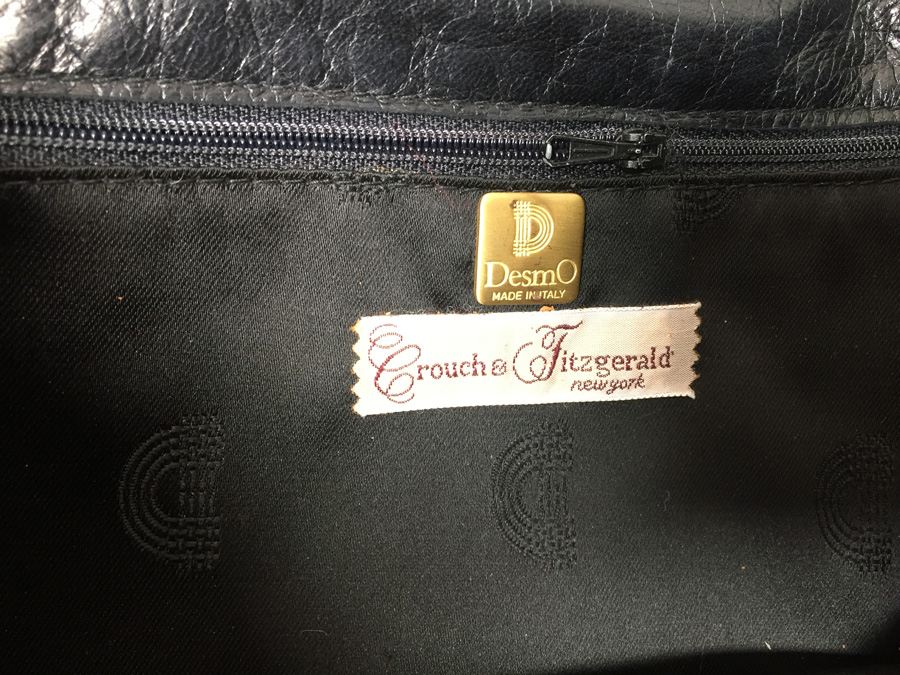 D
DesmO
MADE IN ITALY
Crouch & Fitzgerald
new york